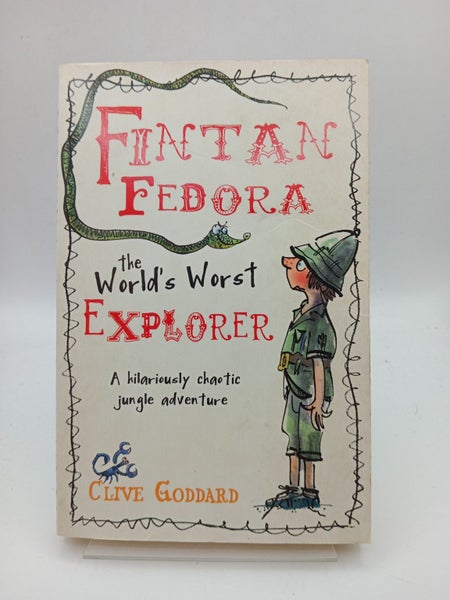 FINTAN
FEDORA
the
World's Worst
EXPLORER
A hilariously chaotic
jungle adventure
CLIVE GODDARD